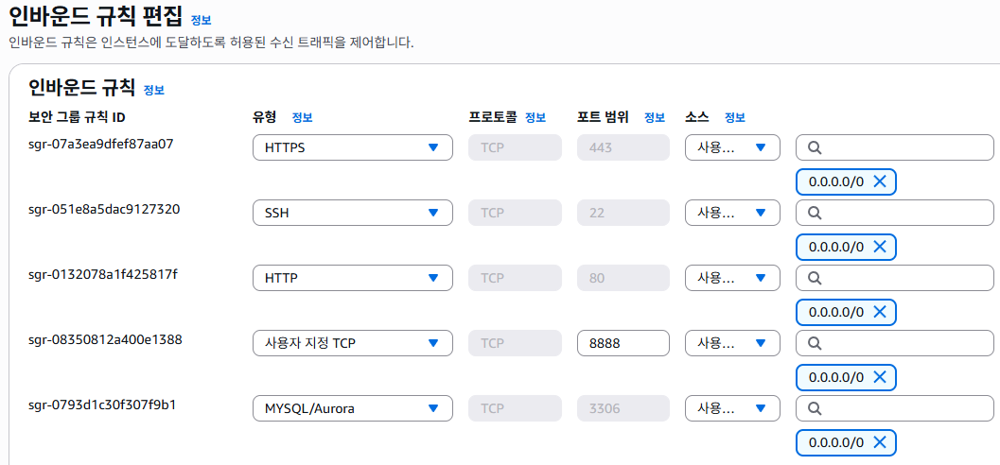 인바운드 규칙 편집 정보
인바운드 규칙은 인스턴스에 도달하도록 허용된 수신 트래픽을 제어합니다.
인바운드 규칙 정보
보안 그룹 규칙 ID 유형 정보 프로토콜 정보 포트 범위 정보 소스 정보
sgr-07a3ea9dfef87aa07 HTTPS TCP 443 사용...
0.0.0.0/0
sgr-051e8a5dac9127320 SSH TCP 22 사용...
0.0.0.0/0
sgr-0132078a1f425817f HTTP TCP 80 사용...
0.0.0.0/0
sgr-08350812a400e1388 사용자 지정 TCP TCP 8888 사용...
0.0.0.0/0
sgr-0793d1c30f307f9b1 MYSQL/Aurora TCP 3306 사용...
0.0.0.0/0